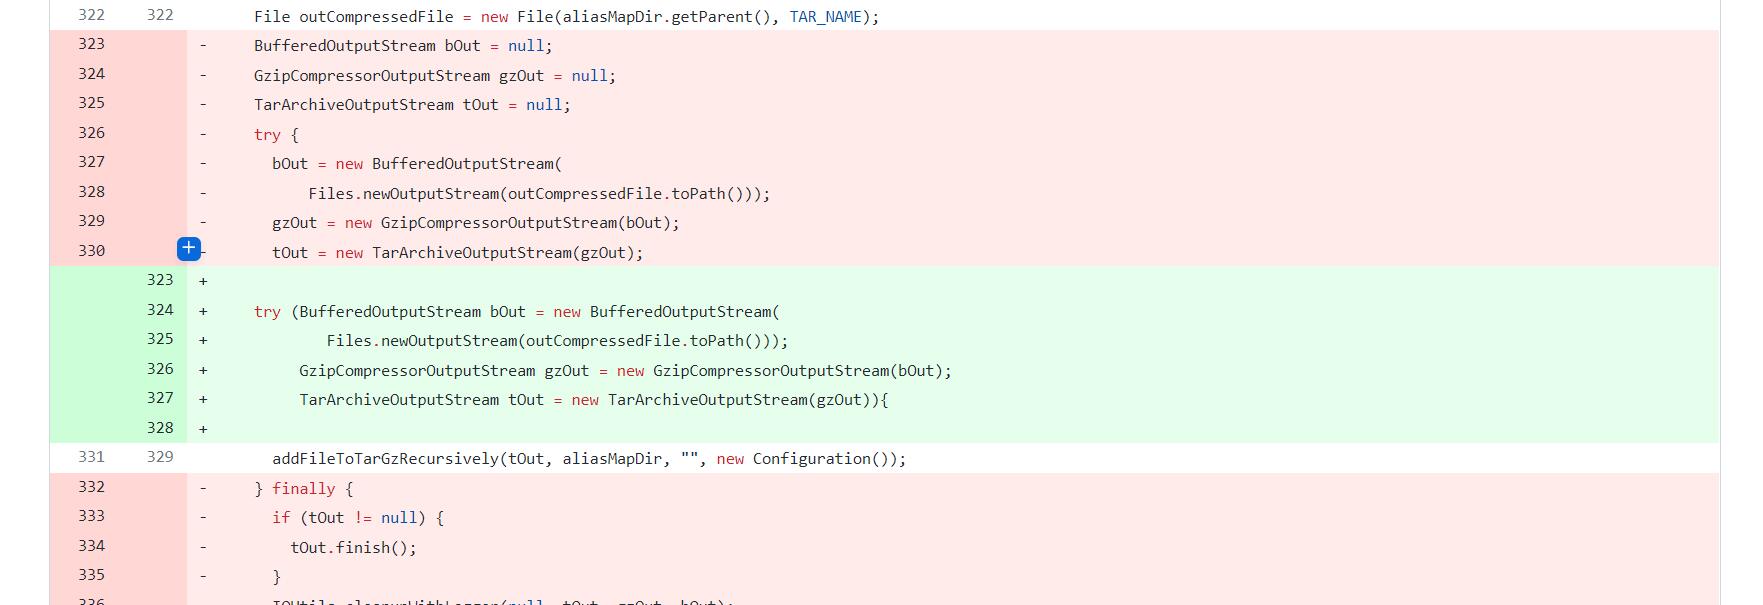 322 322 File outCompressedFile = new File(aliasMapDir.getParent(), TAR_NAME);
323 - BufferedOutputStream bOut = null;
324 - GzipCompressorOutputStream gzOut = null;
325 - TarArchiveOutputStream tOut = null;
326 - try {
327 - bOut = new BufferedOutputStream(
328 - Files.newOutputStream(outCompressedFile.toPath()));
329 - gzOut = new GzipCompressorOutputStream(bOut);
330 + - tOut = new TarArchiveOutputStream(gzOut);
323 +
324 + try (BufferedOutputStream bOut = new BufferedOutputStream(
325 + Files.newOutputStream(outCompressedFile.toPath()));
326 + GzipCompressorOutputStream gzOut = new GzipCompressorOutputStream(bOut);
327 + TarArchiveOutputStream tOut = new TarArchiveOutputStream(gzOut)){
328 +
331 329 addFileToTarGzRecursively(tOut, aliasMapDir, "", new Configuration());
332 - } finally {
333 - if (tOut != null) {
334 - tOut.finish();
335 - }
336